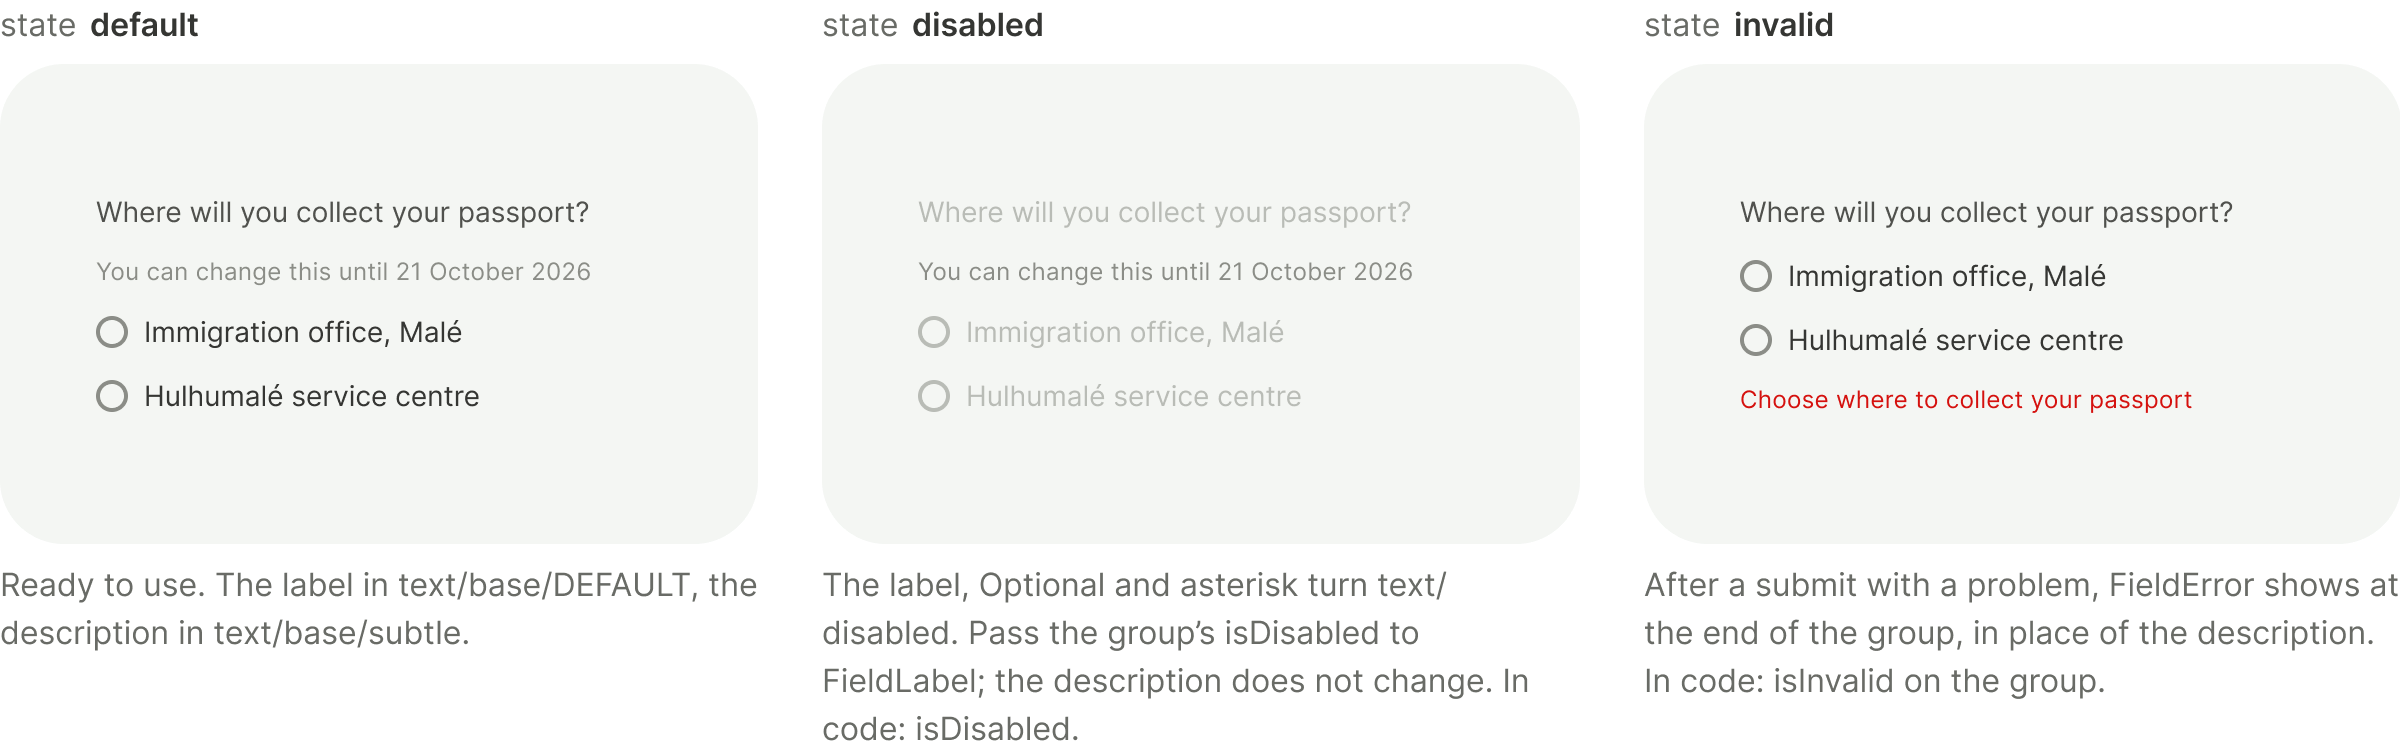 state default
Where will you collect your passport?
You can change this until 21 October 2026
Immigration office, Malé
Hulhumalé service centre
Ready to use. The label in text/base/DEFAULT, the
description in text/base/subtle.
state disabled
Where will you collect your passport?
You can change this until 21 October 2026
Immigration office, Malé
Hulhumalé service centre
The label, Optional and asterisk turn text/
disabled. Pass the group’s isDisabled to
FieldLabel; the description does not change. In
code: isDisabled.
state invalid
Where will you collect your passport?
Immigration office, Malé
Hulhumalé service centre
Choose where to collect your passport
After a submit with a problem, FieldError shows at
the end of the group, in place of the description.
In code: isInvalid on the group.